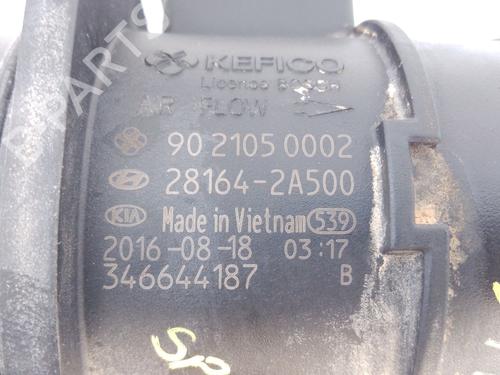 KEFICO
Licence BOSCH
AIR FLOW
90 2105 0002
28164-2A500
KIA Made in Vietnam 539
2016-08-18 03:17
346644187 B